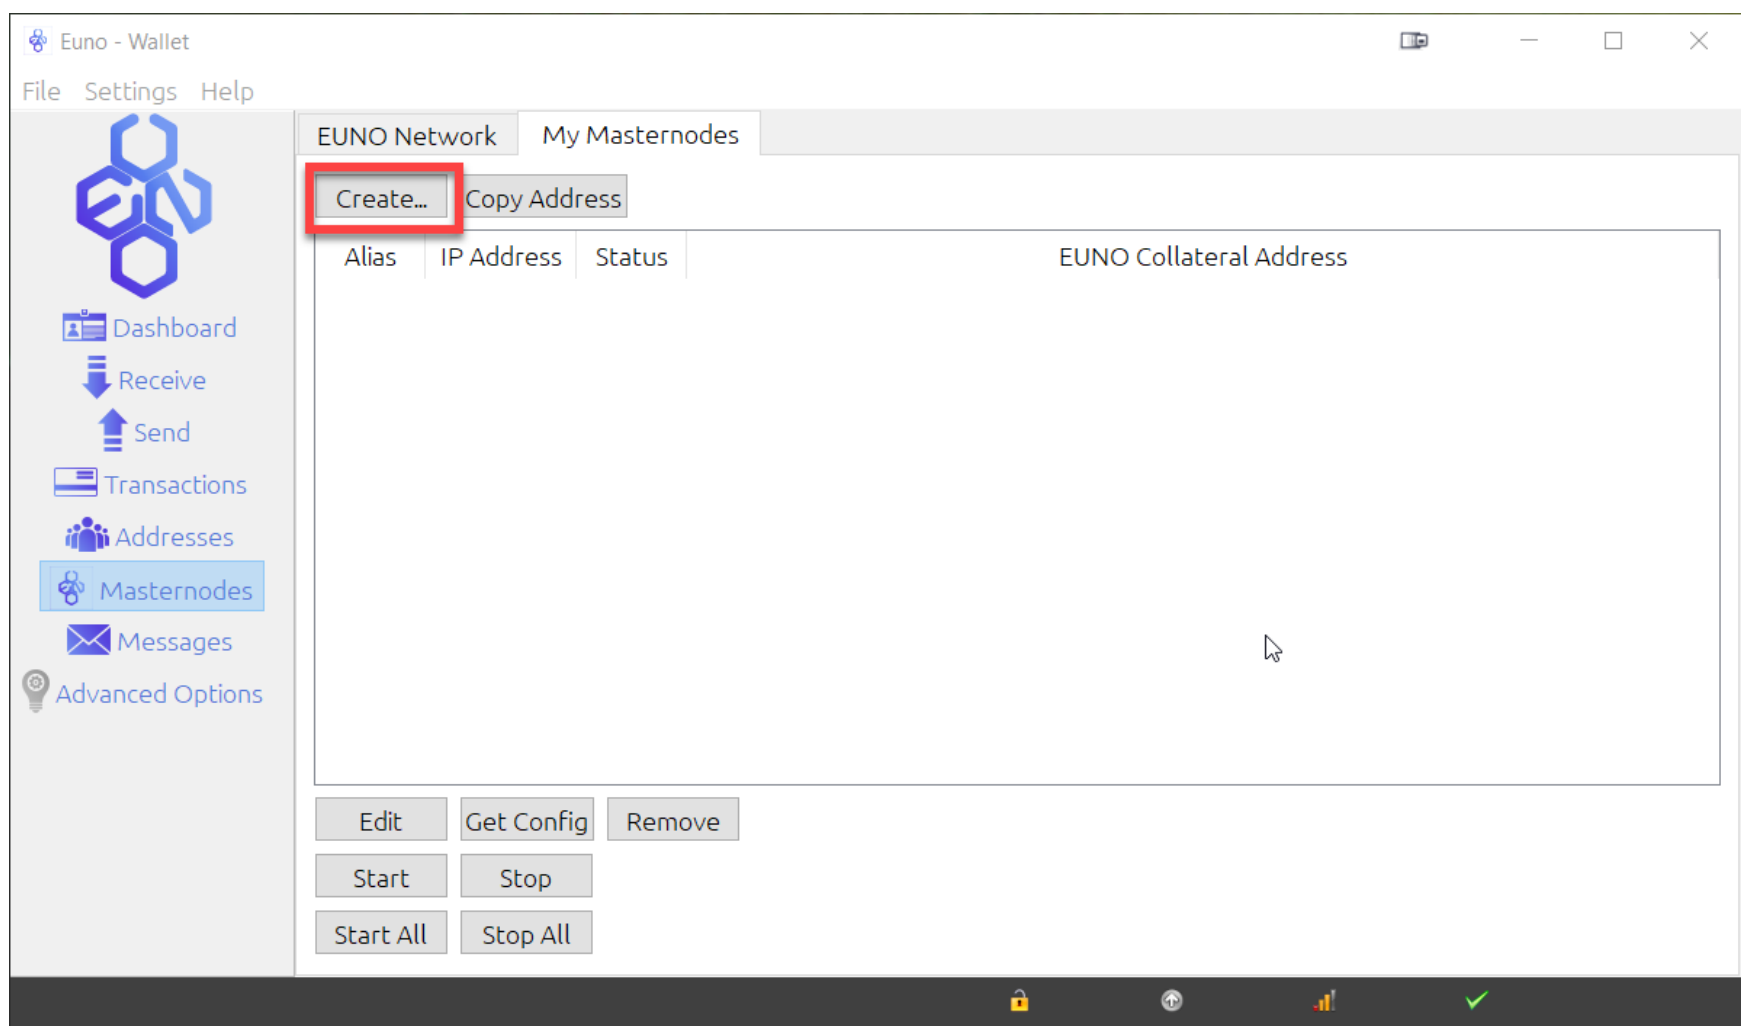 Euno - Wallet
File Settings Help
EUNO Network My Masternodes
Create... Copy Address
Alias IP Address Status EUNO Collateral Address
Dashboard
Receive
Send
Transactions
Addresses
Masternodes
Messages
Advanced Options
Edit Get Config Remove
Start Stop
Start All Stop All